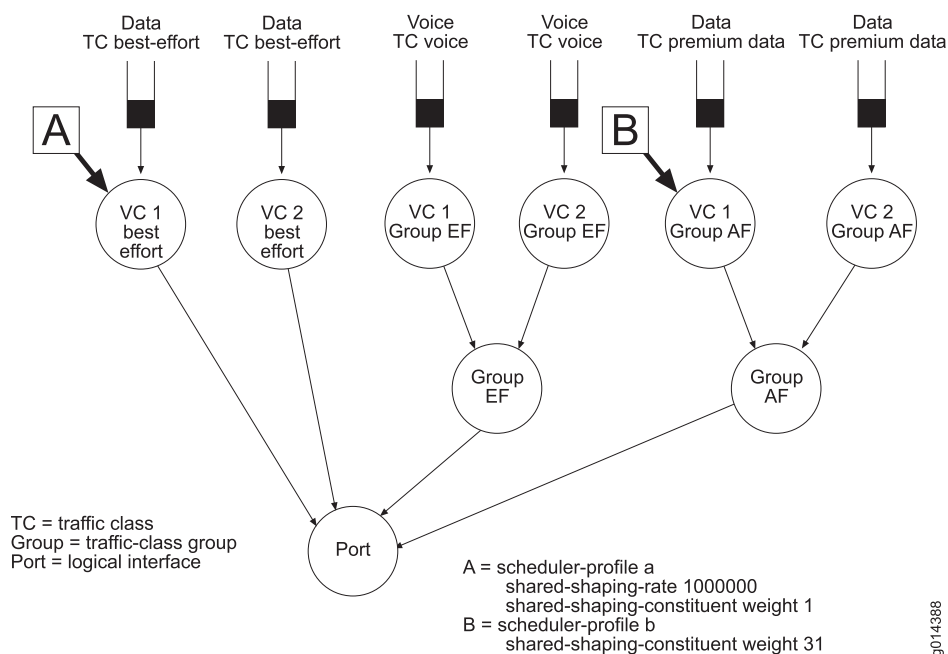 Data
TC best-effort
Data
TC best-effort
Voice
TC voice
Voice
TC voice
Data
TC premium data
Data
TC premium data
A
B
VC 1
best
effort
VC 2
best
effort
VC 1
Group EF
VC 2
Group EF
VC 1
Group AF
VC 2
Group AF
Group
EF
Group
AF
Port
TC = traffic class
Group = traffic-class group
Port = logical interface
A = scheduler-profile a
shared-shaping-rate 1000000
shared-shaping-constituent weight 1
B = scheduler-profile b
shared-shaping-constituent weight 31
g014388